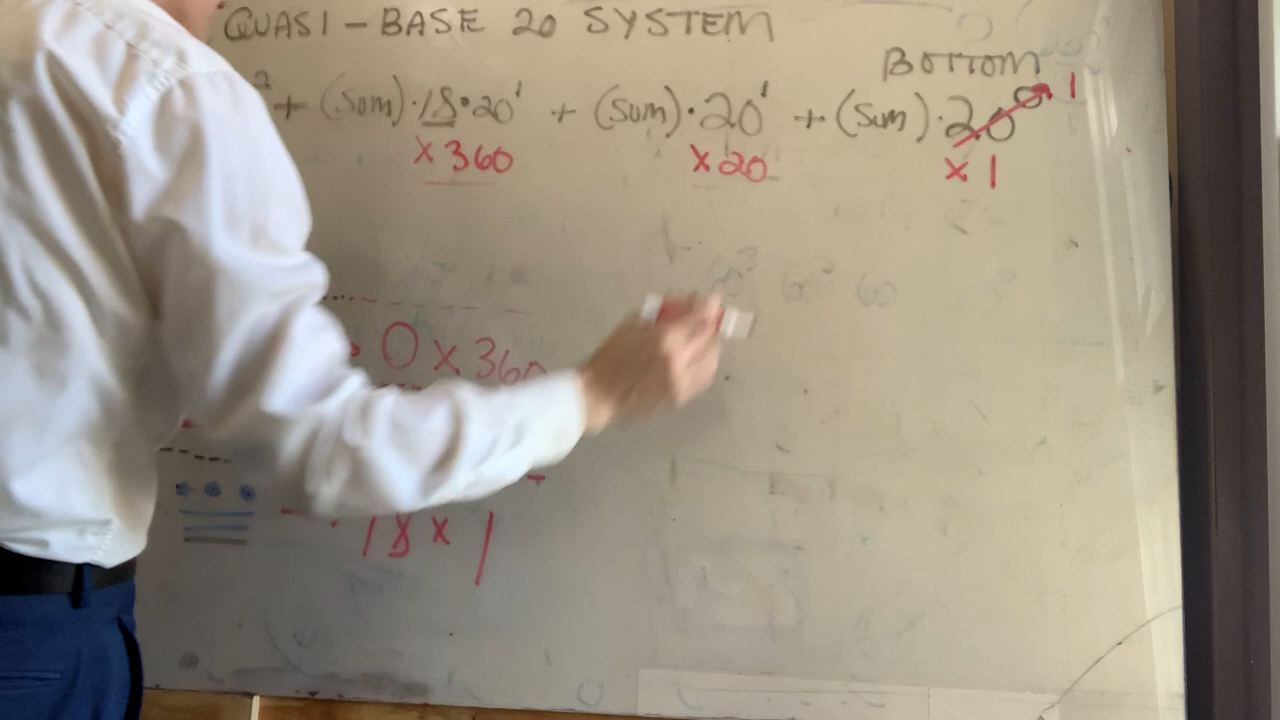 QUASI-BASE 20 SYSTEM
BOTTOM
² + (Sum)·18·20¹ + (Sum)·20¹ + (Sum)·20⁰ 1
×360 ×20 ×1
0 × 360
18 × 1